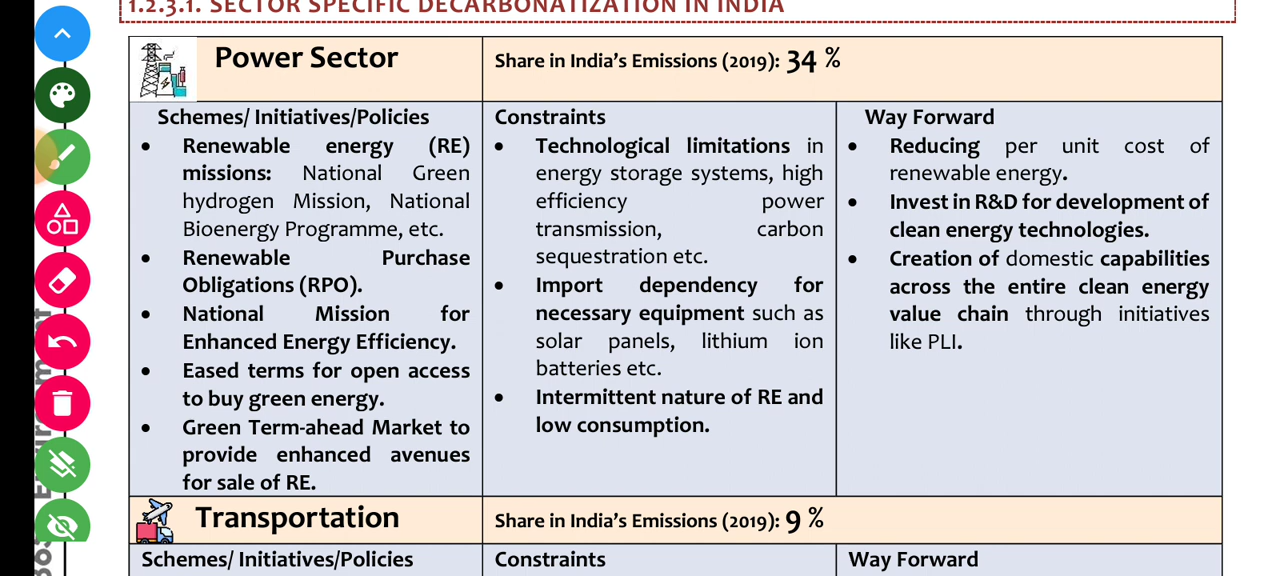 1.2.3.1. SECTOR SPECIFIC DECARBONATIZATION IN INDIA
Power Sector
Share in India's Emissions (2019): 34 %
Schemes/ Initiatives/Policies
• Renewable energy (RE)
missions: National Green
hydrogen Mission, National
Bioenergy Programme, etc.
• Renewable Purchase
Obligations (RPO).
• National Mission for
Enhanced Energy Efficiency.
• Eased terms for open access
to buy green energy.
• Green Term-ahead Market to
provide enhanced avenues
for sale of RE.
Constraints
• Technological limitations in
energy storage systems, high
efficiency power
transmission, carbon
sequestration etc.
• Import dependency for
necessary equipment such as
solar panels, lithium ion
batteries etc.
• Intermittent nature of RE and
low consumption.
Way Forward
• Reducing per unit cost of
renewable energy.
• Invest in R&D for development of
clean energy technologies.
• Creation of domestic capabilities
across the entire clean energy
value chain through initiatives
like PLI.
Transportation
Share in India's Emissions (2019): 9 %
Schemes/ Initiatives/Policies
Constraints
Way Forward